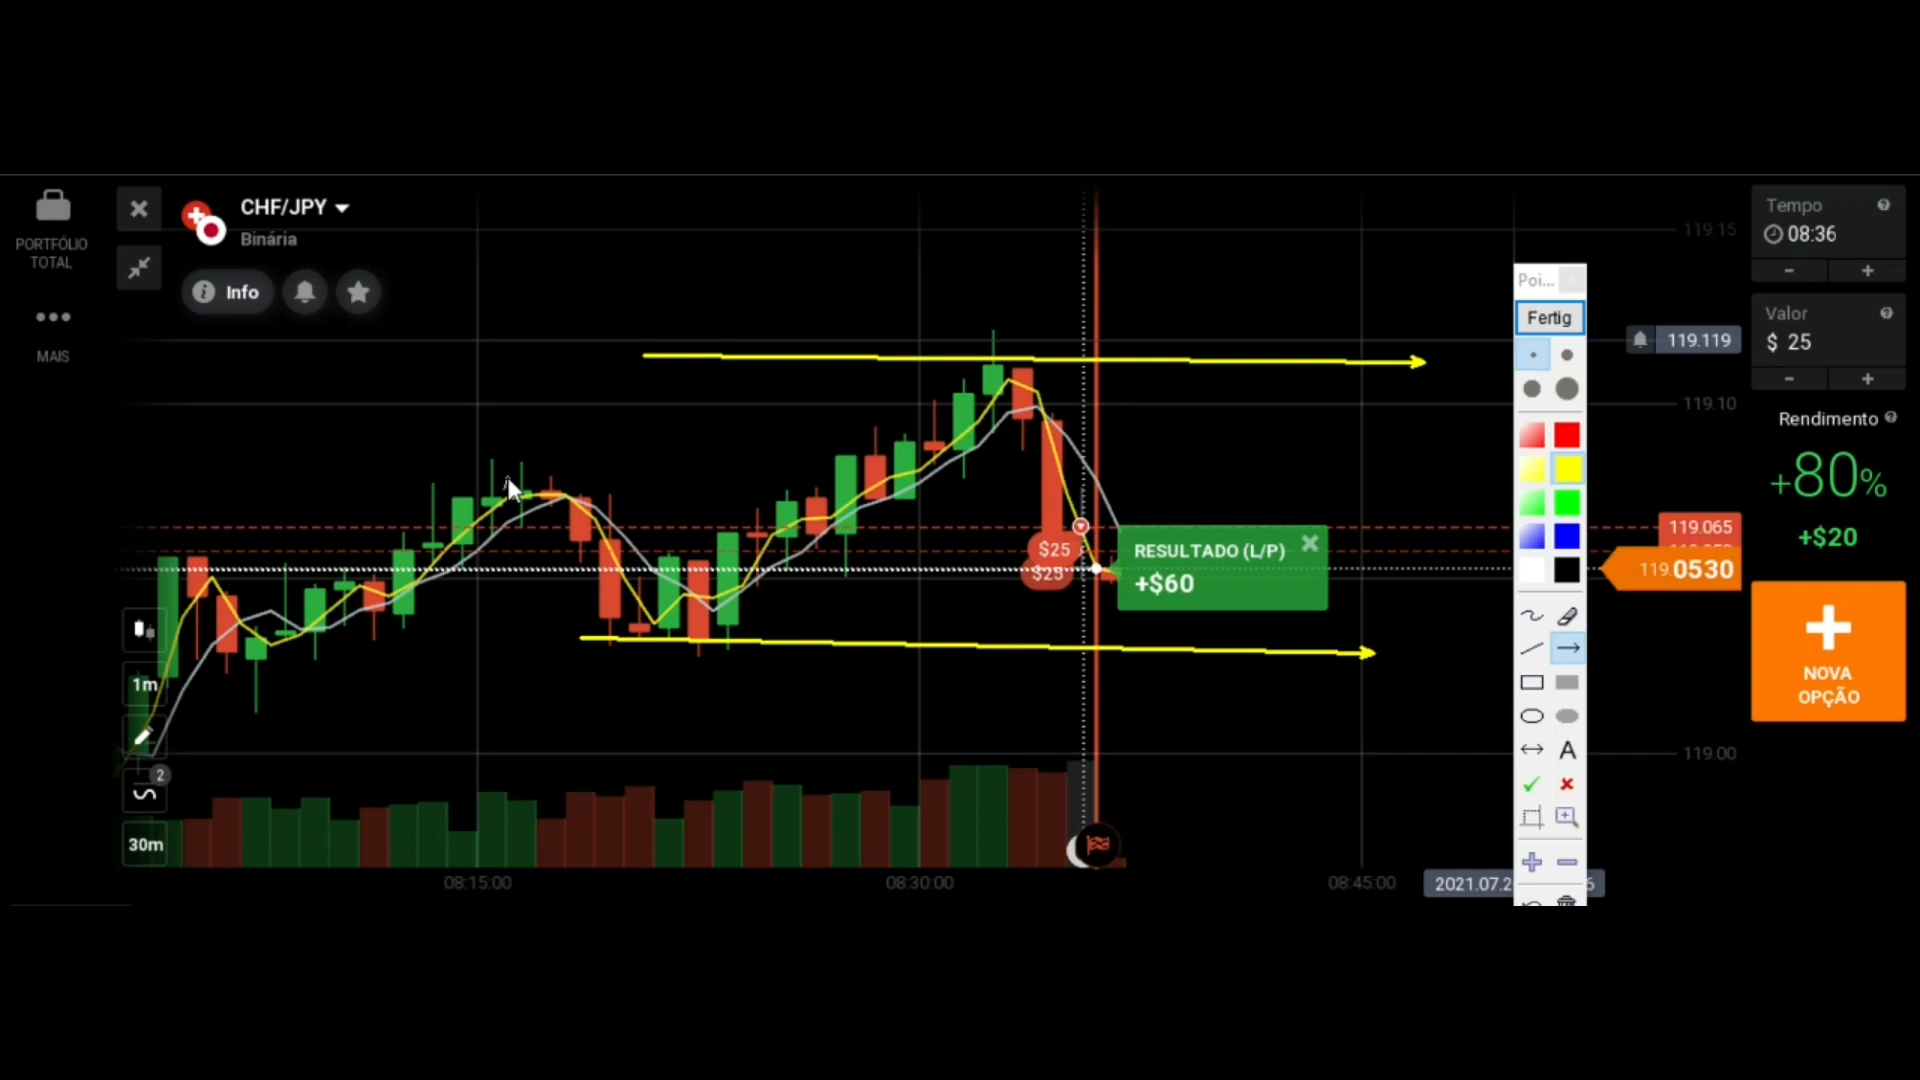 PORTFÓLIO
TOTAL
MAIS
CHF/JPY
Binária
Info
1m
2
30m
$25
$25
RESULTADO (L/P)
+$60
08:15:00
08:30:00
08:45:00
2021.07.2
6
Poi...
Fertig
A
119.15
119.119
119.10
119.065
119.0530
119.00
Tempo
08:36
- +
Valor
$ 25
- +
Rendimento
+80%
+$20
NOVA
OPÇÃO